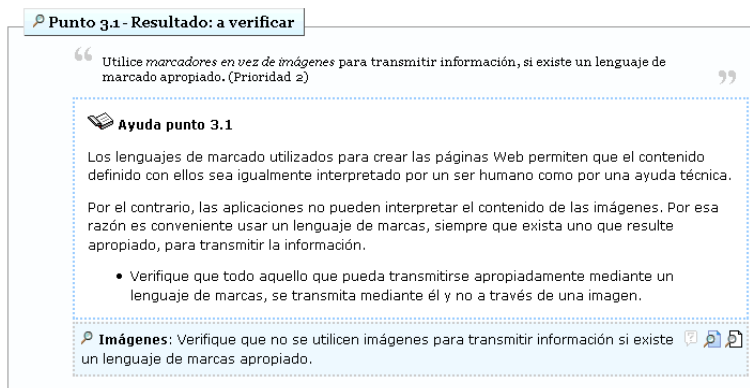 Punto 3.1 - Resultado: a verificar
“ Utilice marcadores en vez de imágenes para transmitir información, si existe un lenguaje de
marcado apropiado. (Prioridad 2) ”
Ayuda punto 3.1
Los lenguajes de marcado utilizados para crear las páginas Web permiten que el contenido
definido con ellos sea igualmente interpretado por un ser humano como por una ayuda técnica.
Por el contrario, las aplicaciones no pueden interpretar el contenido de las imágenes. Por esa
razón es conveniente usar un lenguaje de marcas, siempre que exista uno que resulte
apropiado, para transmitir la información.
• Verifique que todo aquello que pueda transmitirse apropiadamente mediante un
lenguaje de marcas, se transmita mediante él y no a través de una imagen.
Imágenes: Verifique que no se utilicen imágenes para transmitir información si existe
un lenguaje de marcas apropiado.